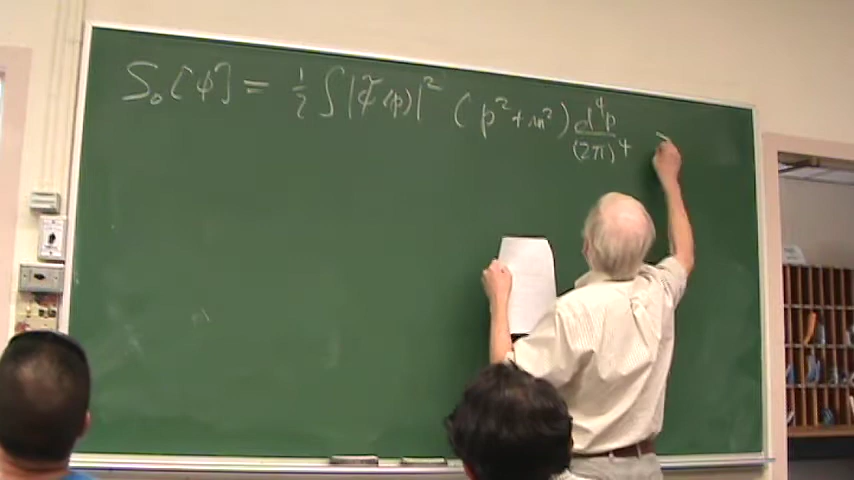 S₀[ϕ] = ½ ∫ |ϕ̃(p)|² (p² + m²) d⁴p/(2π)⁴